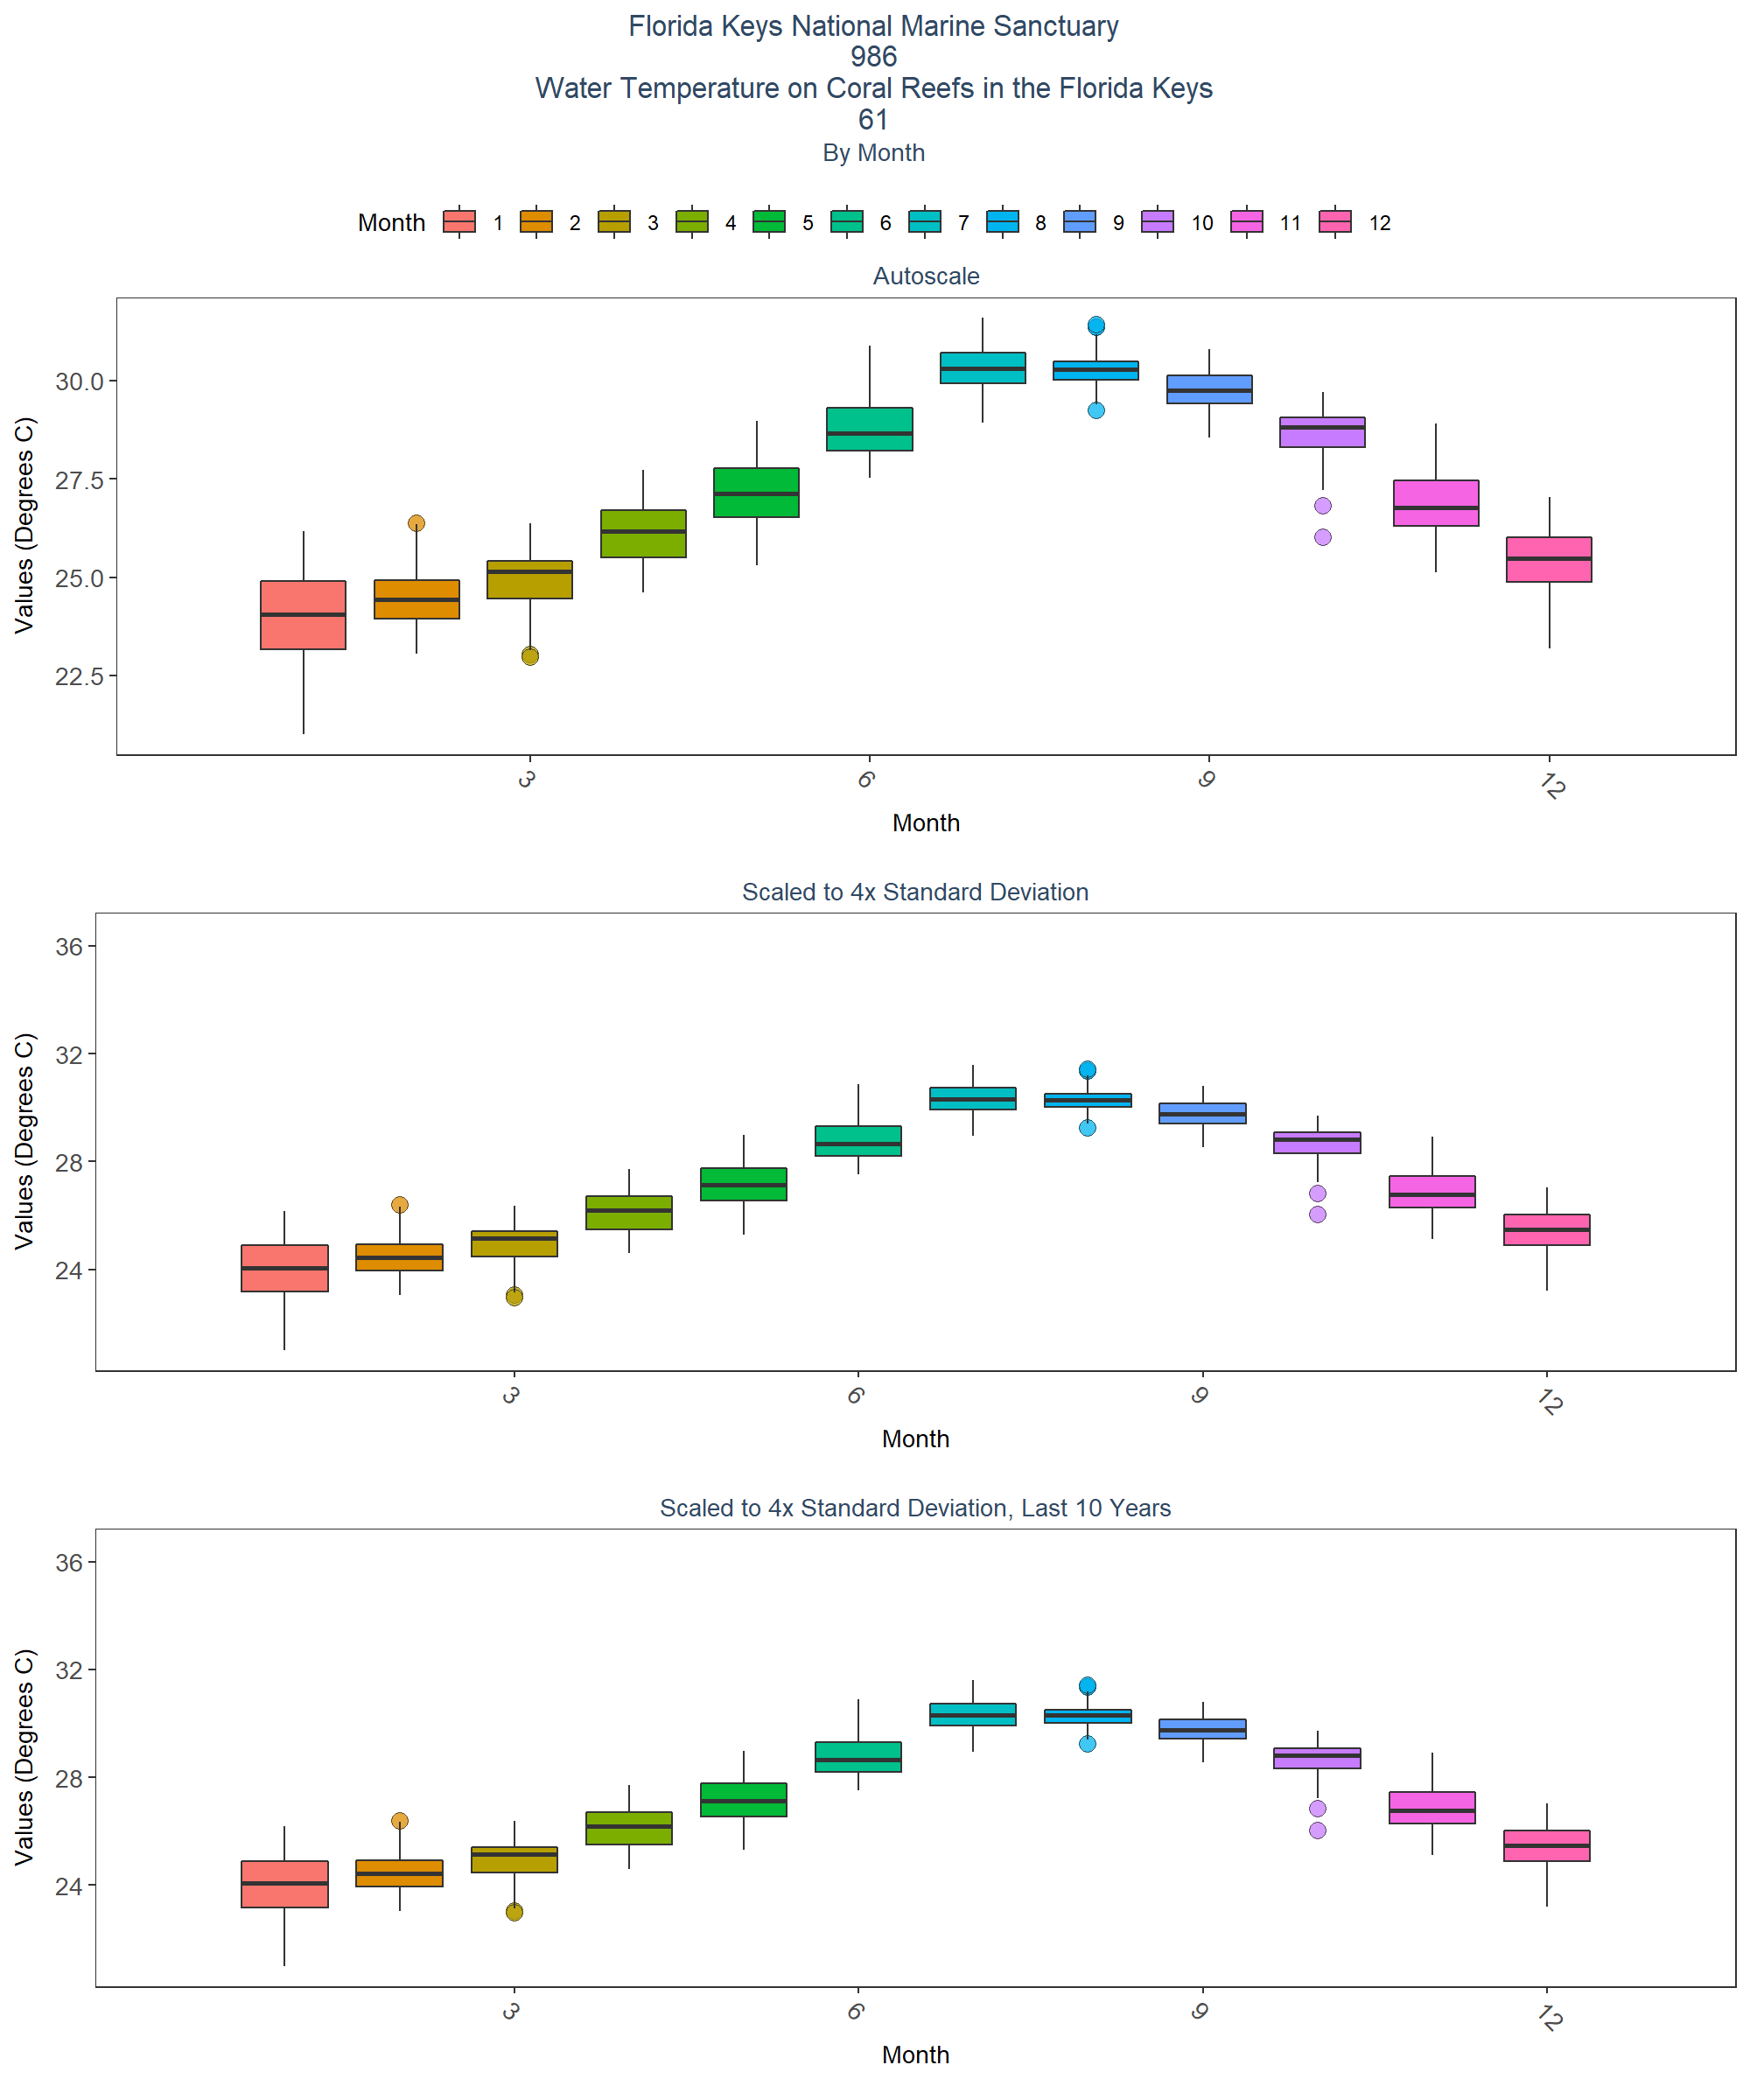 Florida Keys National Marine Sanctuary
986
Water Temperature on Coral Reefs in the Florida Keys
61
By Month
Month 1 2 3 4 5 6 7 8 9 10 11 12
Autoscale
Values (Degrees C)
30.0
27.5
25.0
22.5
3 6 9 12
Month
Scaled to 4x Standard Deviation
Values (Degrees C)
36
32
28
24
3 6 9 12
Month
Scaled to 4x Standard Deviation, Last 10 Years
Values (Degrees C)
36
32
28
24
3 6 9 12
Month